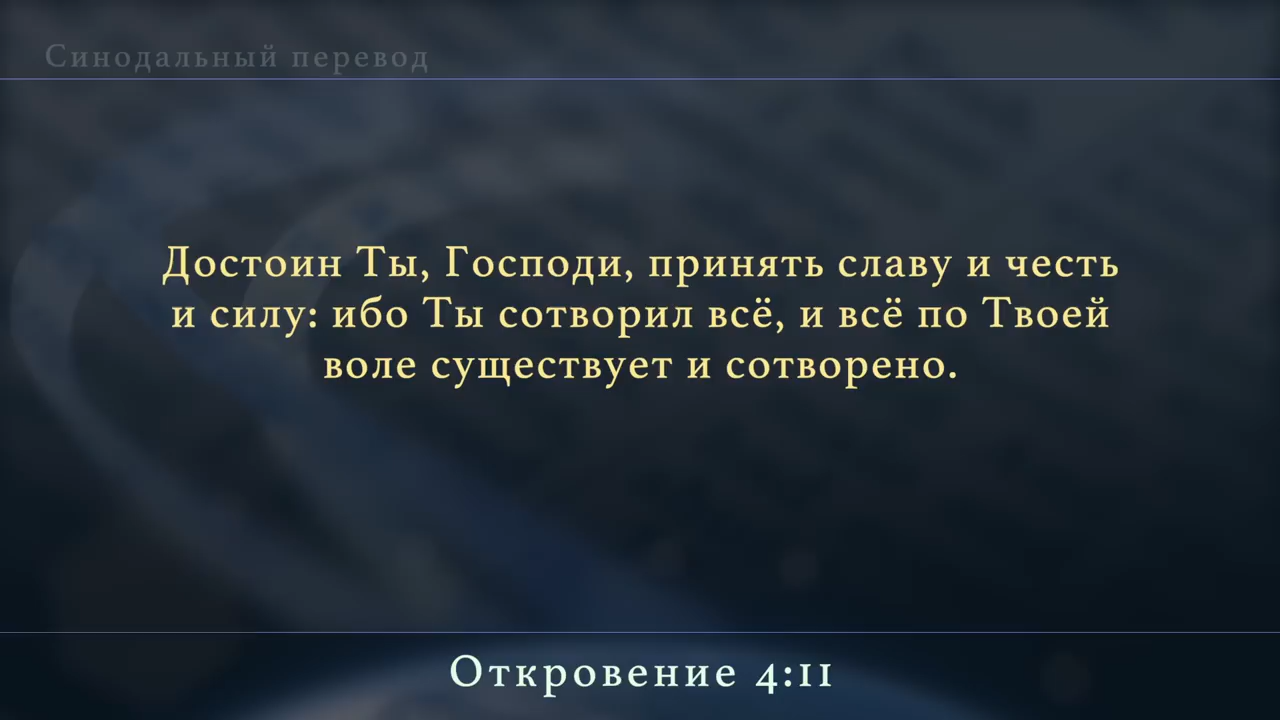 Синодальный перевод
Достоин Ты, Господи, принять славу и честь
и силу: ибо Ты сотворил всё, и всё по Твоей
воле существует и сотворено.
Откровение 4:11